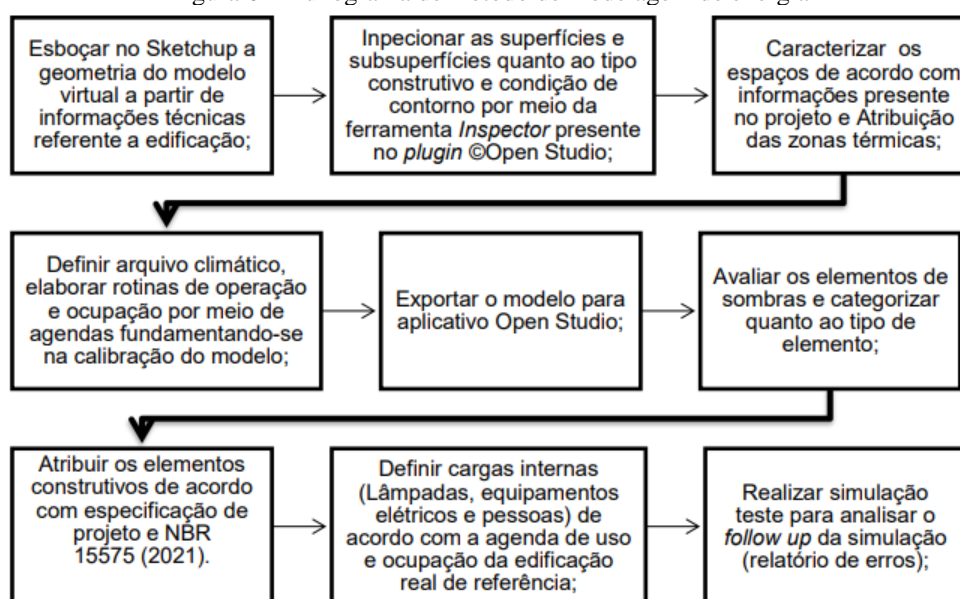 Esboçar no Sketchup a
geometria do modelo
virtual a partir de
informações técnicas
referente a edificação;
Inpecionar as superfícies e
subsuperfícies quanto ao tipo
construtivo e condição de
contorno por meio da
ferramenta Inspector presente
no plugin ©Open Studio;
Caracterizar os
espaços de acordo com
informações presente
no projeto e Atribuição
das zonas térmicas;
Definir arquivo climático,
elaborar rotinas de operação
e ocupação por meio de
agendas fundamentando-se
na calibração do modelo;
Exportar o modelo para
aplicativo Open Studio;
Avaliar os elementos de
sombras e categorizar
quanto ao tipo de
elemento;
Atribuir os elementos
construtivos de acordo
com especificação de
projeto e NBR
15575 (2021).
Definir cargas internas
(Lâmpadas, equipamentos
elétricos e pessoas) de
acordo com a agenda de uso
e ocupação da edificação
real de referência;
Realizar simulação
teste para analisar o
follow up da simulação
(relatório de erros);